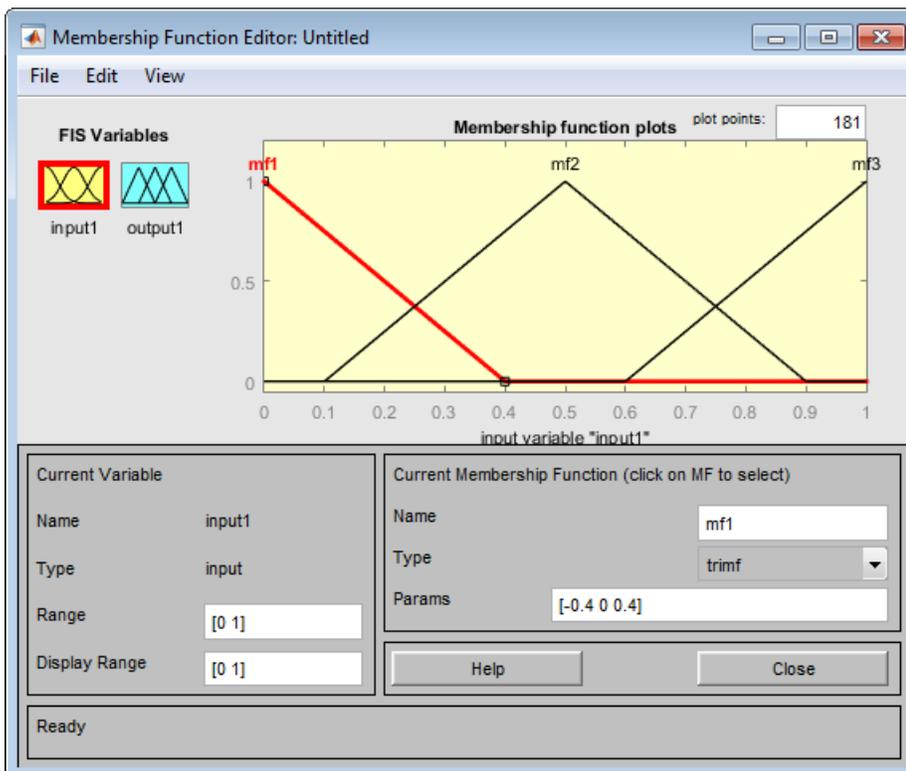 Membership Function Editor: Untitled
File Edit View
FIS Variables
input1 output1
Membership function plots plot points: 181
mf1 mf2 mf3
1
0.5
0
0 0.1 0.2 0.3 0.4 0.5 0.6 0.7 0.8 0.9 1
input variable "input1"
Current Variable
Name input1
Type input
Range [0 1]
Display Range [0 1]
Current Membership Function (click on MF to select)
Name mf1
Type trimf
Params [-0.4 0 0.4]
Help Close
Ready